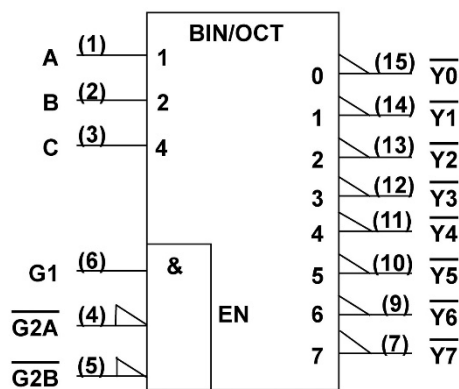 BIN/OCT
A (1) 1
B (2) 2
C (3) 4
G1 (6) &
G2A (4)
G2B (5)
EN
0 (15) Y0
1 (14) Y1
2 (13) Y2
3 (12) Y3
4 (11) Y4
5 (10) Y5
6 (9) Y6
7 (7) Y7